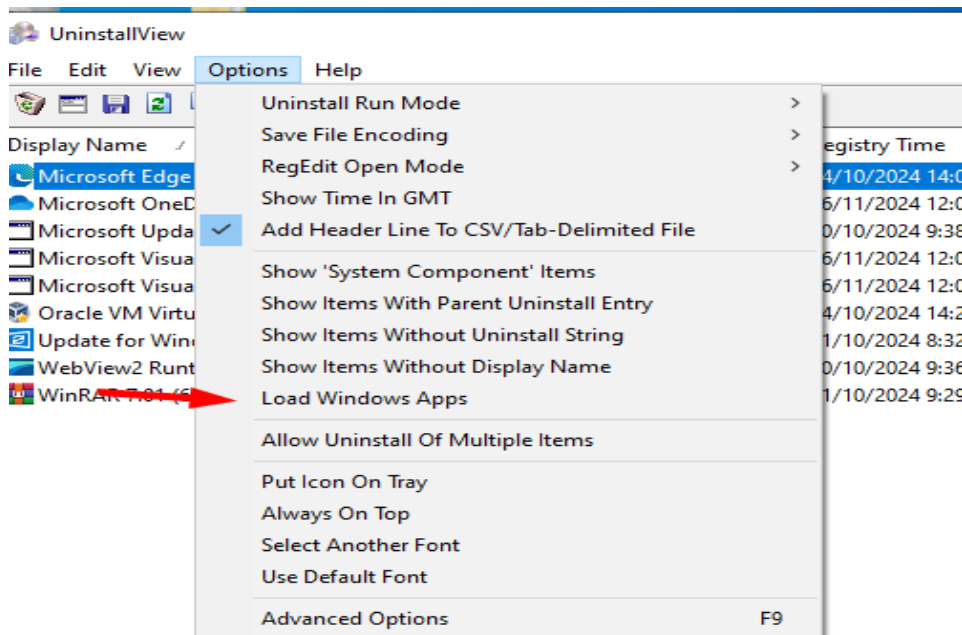 UninstallView
File Edit View Options Help
Display Name egistry Time
Microsoft Edge 4/10/2024 14:0
Microsoft OneD 6/11/2024 12:0
Microsoft Upda 0/10/2024 9:38
Microsoft Visua 6/11/2024 12:0
Microsoft Visua 6/11/2024 12:0
Oracle VM Virtu 4/10/2024 14:2
Update for Wind 1/10/2024 8:32
WebView2 Runt 0/10/2024 9:36
WinRAR 7.01 (6 1/10/2024 9:29
Uninstall Run Mode
Save File Encoding
RegEdit Open Mode
Show Time In GMT
Add Header Line To CSV/Tab-Delimited File
Show 'System Component' Items
Show Items With Parent Uninstall Entry
Show Items Without Uninstall String
Show Items Without Display Name
Load Windows Apps
Allow Uninstall Of Multiple Items
Put Icon On Tray
Always On Top
Select Another Font
Use Default Font
Advanced Options F9